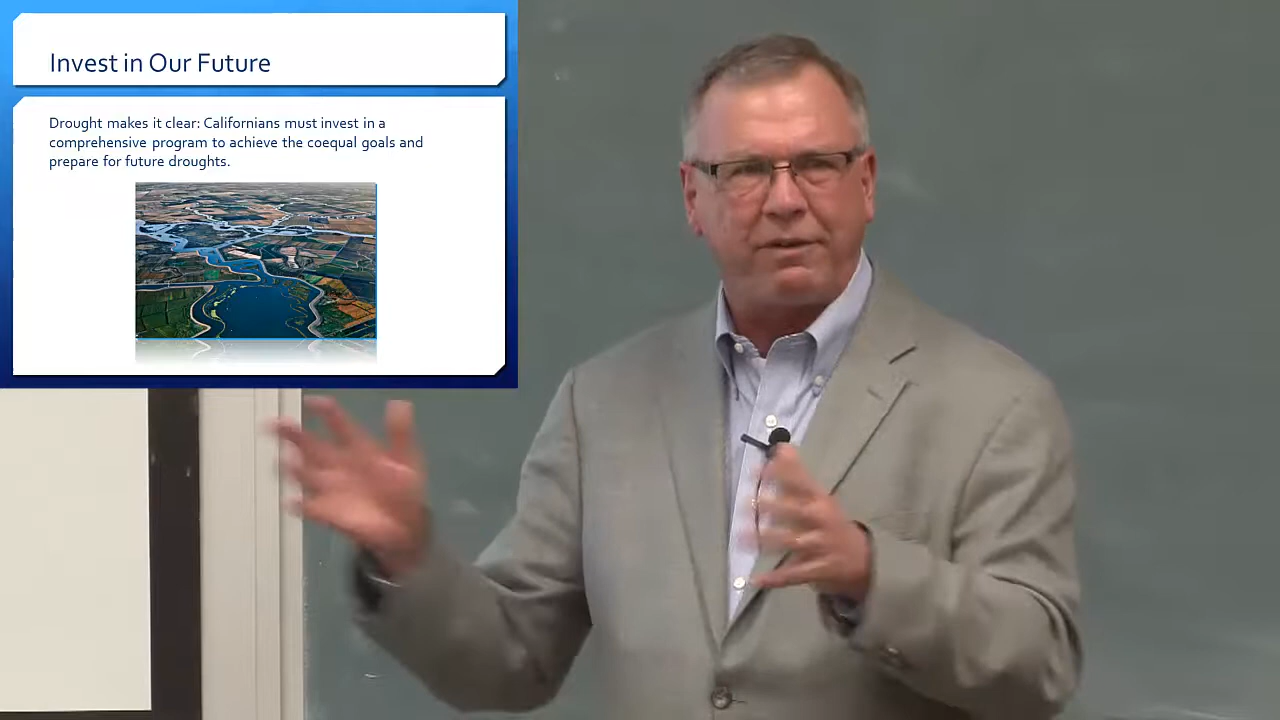 Invest in Our Future
Drought makes it clear: Californians must invest in a
comprehensive program to achieve the coequal goals and
prepare for future droughts.